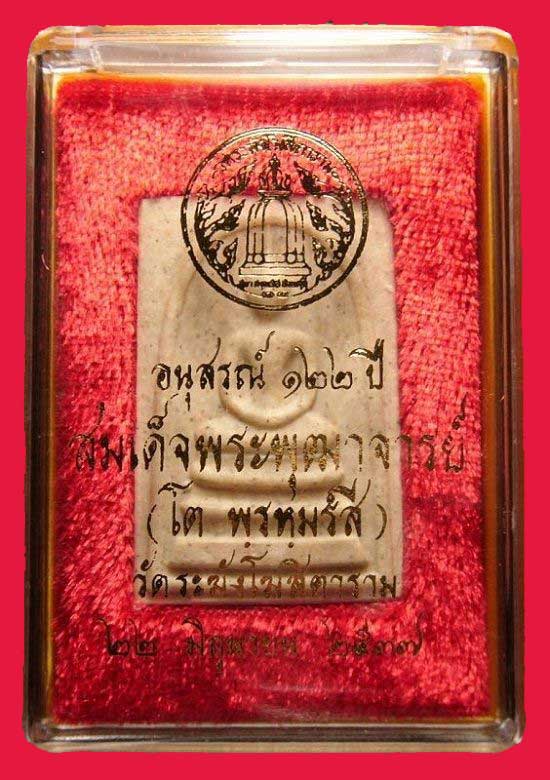 อนุสรณ์ ๑๒๒ ปี
สมเด็จพระพุฒาจารย์
(โต พฺรหฺมรํสี)
วัดระฆังโฆสิตาราม
๒๒ มิถุนายน ๒๕๓๗